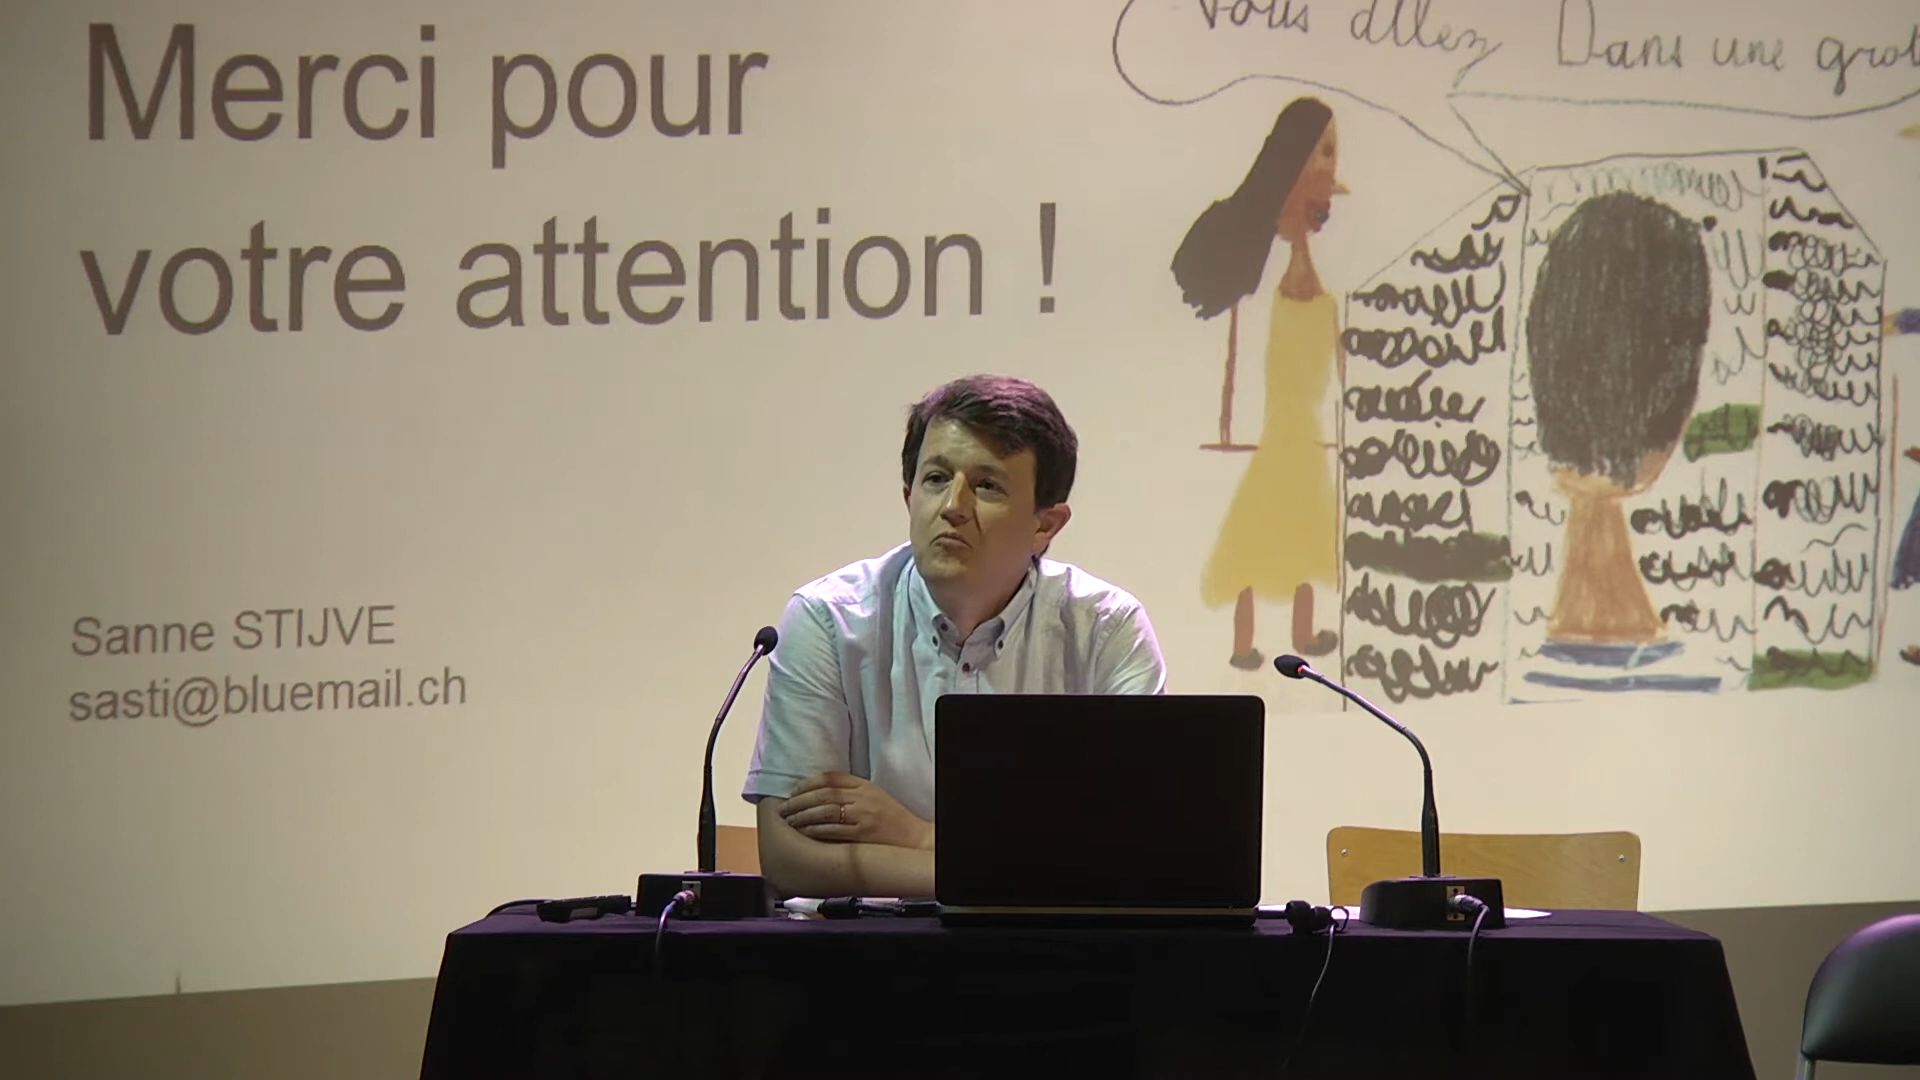 Merci pour
votre attention !
Vous allez Dans une
Sanne STIJVE
sasti@bluemail.ch